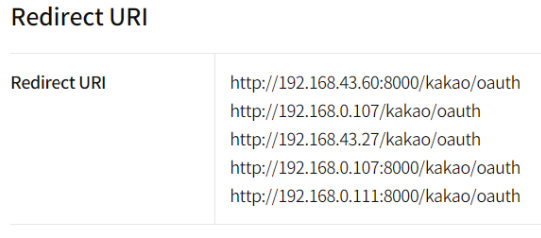 Redirect URI
Redirect URI
http://192.168.43.60:8000/kakao/oauth
http://192.168.0.107/kakao/oauth
http://192.168.43.27/kakao/oauth
http://192.168.0.107:8000/kakao/oauth
http://192.168.0.111:8000/kakao/oauth